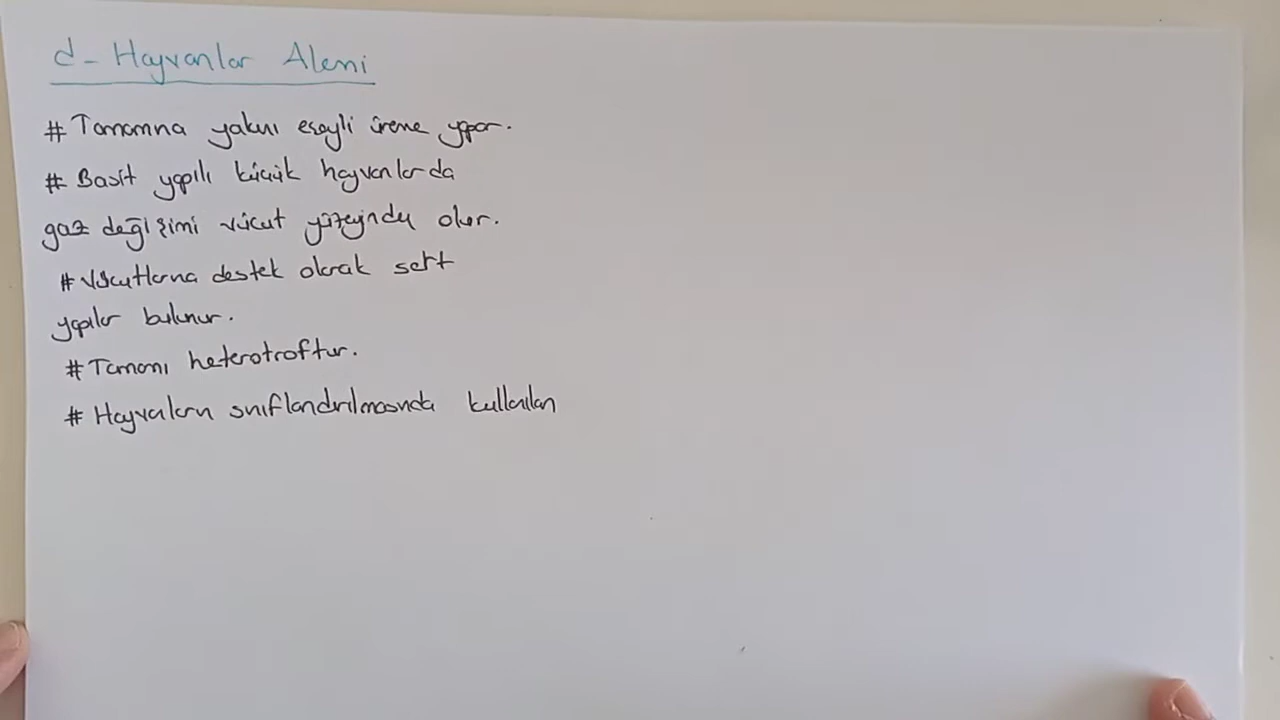 d- Hayvanlar Alemi
# Tamamına yakını eşeyli üreme yapar.
# Basit yapılı küçük hayvanlarda
gaz değişimi vücut yüzeyinden olur.
# Vücutlarına destek olarak sert
yapılar bulunur.
# Tamamı heterotroftur.
# Hayvanların sınıflandırılmasında kullanılan